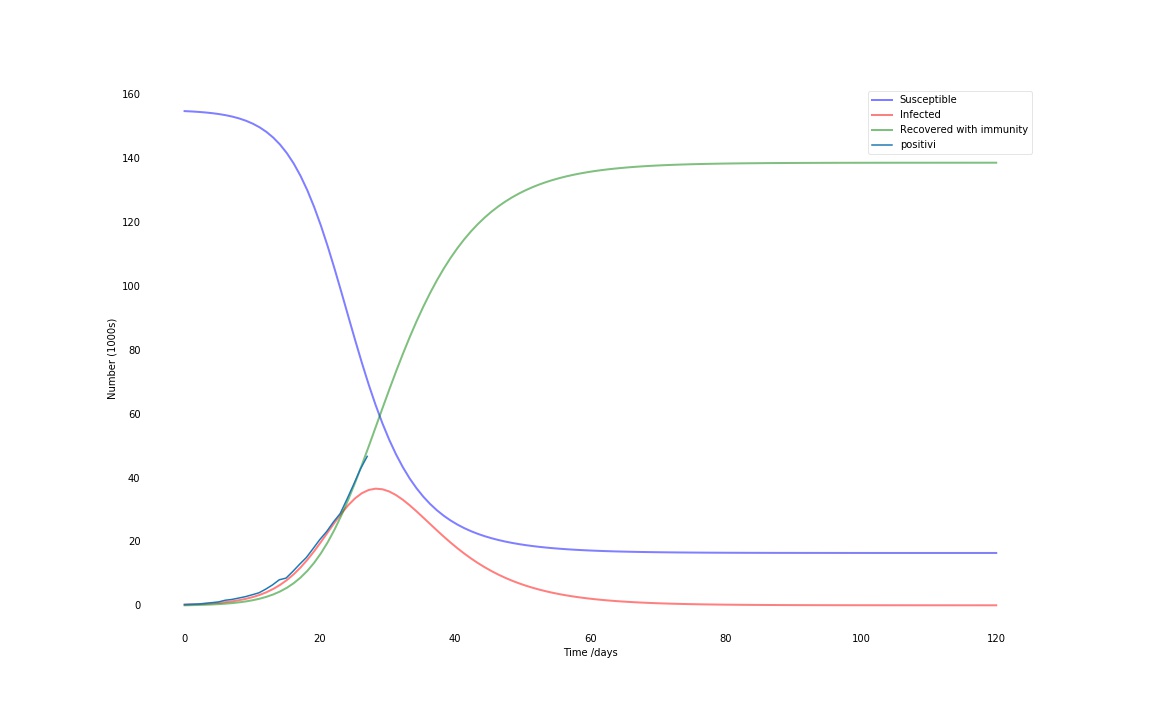 160
140
120
100
80
60
40
20
0
Number (1000s)
0 20 40 60 80 100 120
Time /days
Susceptible
Infected
Recovered with immunity
positivi